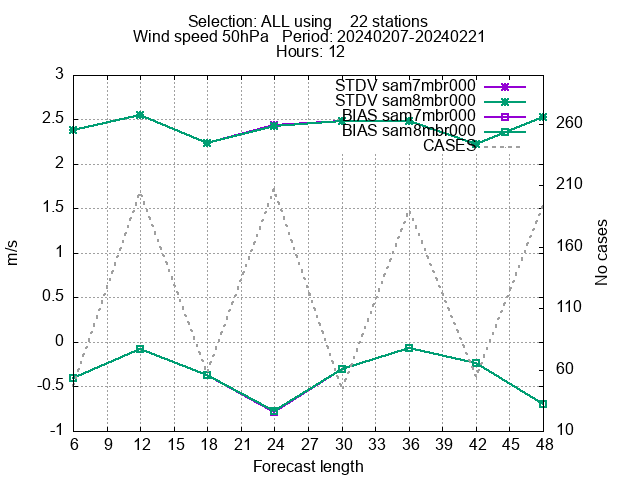 Selection: ALL using    22 stations
Wind speed 50hPa   Period: 20240207-20240221
Hours: 12
STDV sam7mbr000
STDV sam8mbr000
BIAS sam7mbr000
BIAS sam8mbr000
CASES
m/s
3
2.5
2
1.5
1
0.5
0
-0.5
-1
No cases
260
210
160
110
60
10
6 9 12 15 18 21 24 27 30 33 36 39 42 45 48
Forecast length